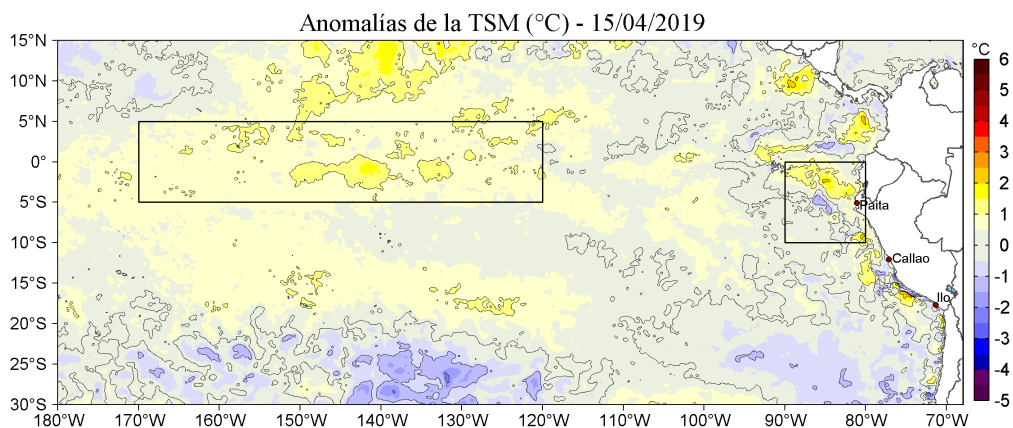 Anomalías de la TSM (°C) - 15/04/2019
15°N
10°N
5°N
0°
5°S
10°S
15°S
20°S
25°S
30°S
180°W
170°W
160°W
150°W
140°W
130°W
120°W
110°W
100°W
90°W
80°W
70°W
Paita
Callao
Ilo
°C
6
5
4
3
2
1
0
-1
-2
-3
-4
-5